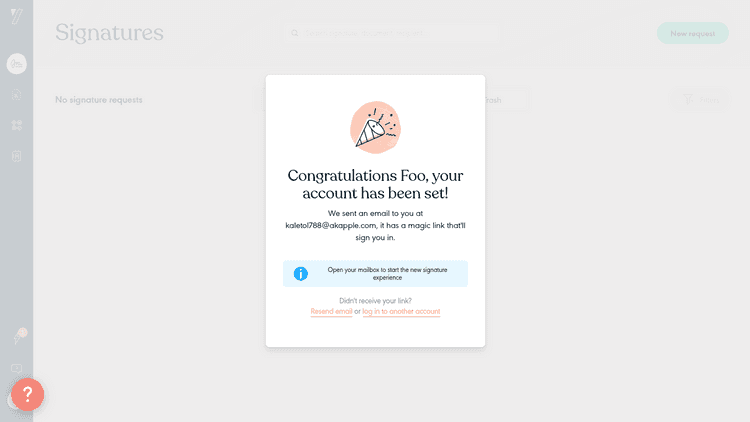 Signatures
New request
No signature requests
Congratulations Foo, your
account has been set!
We sent an email to you at
kaletol788@akapple.com, it has a magic link that'll
sign you in.
Open your mailbox to start the new signature
experience
Didn't receive your link?
Resend email or log in to another account
?